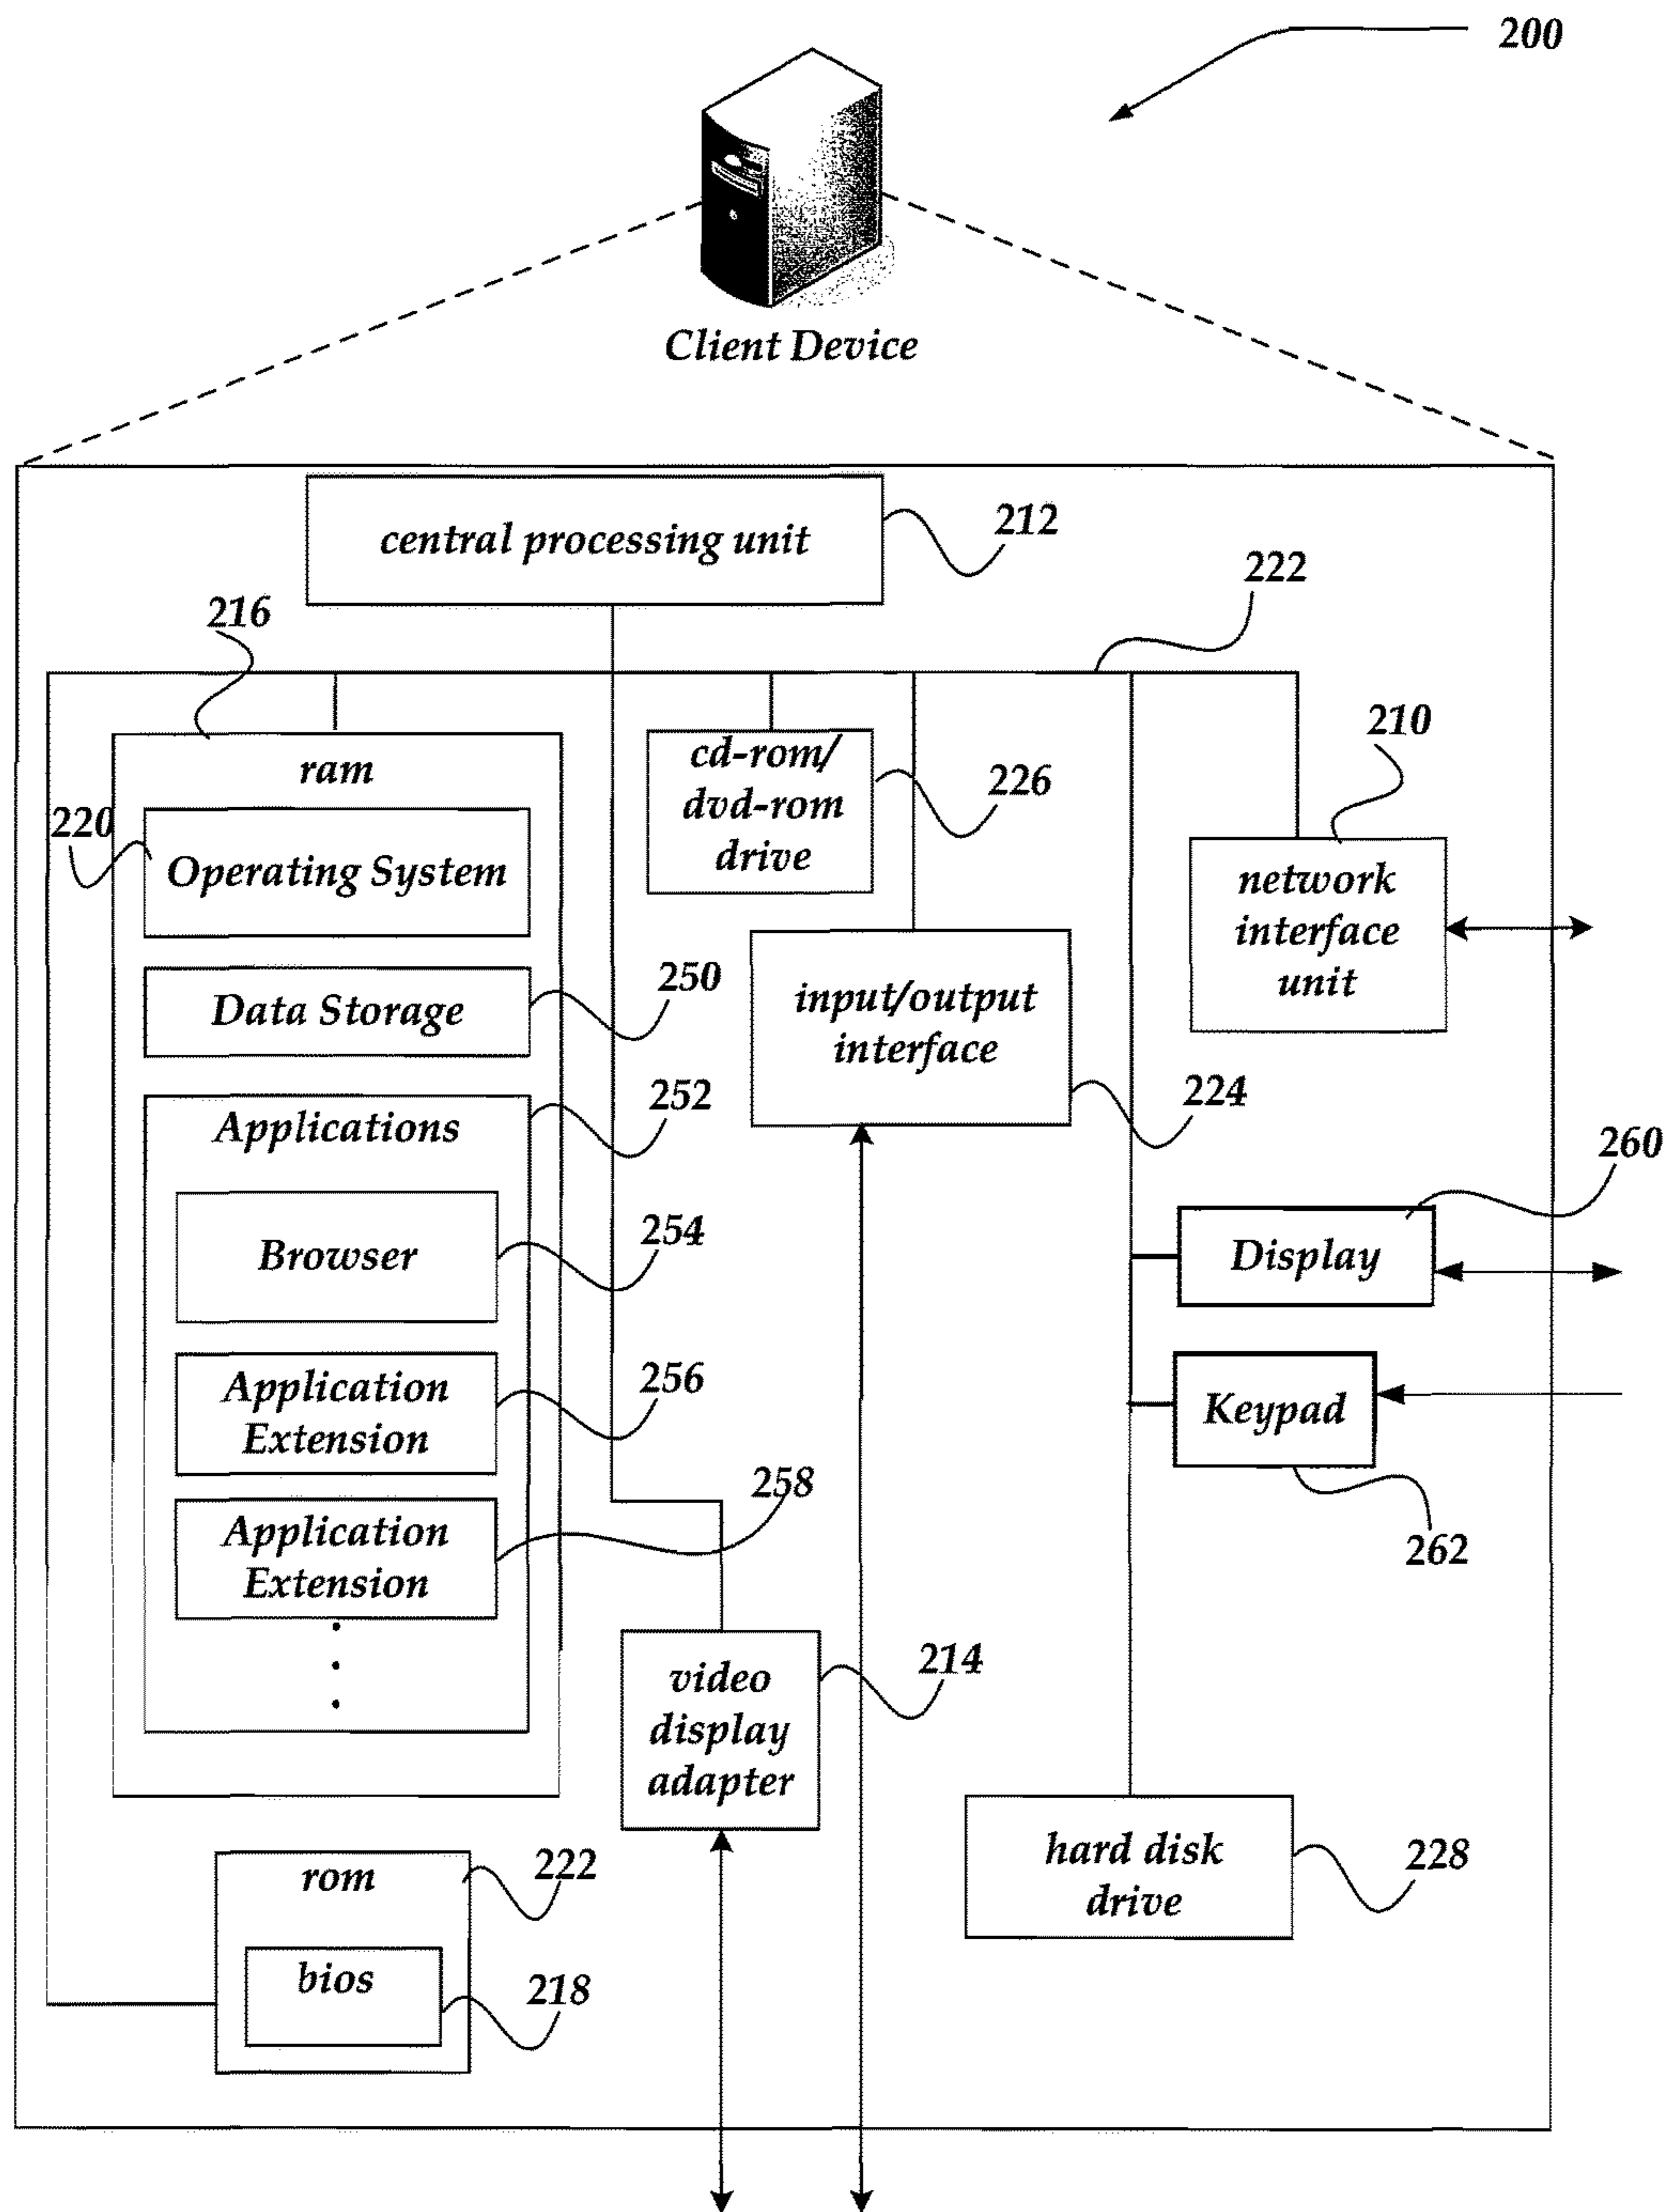 200
Client Device
central processing unit
212
222
216
210
ram
cd-rom/
dvd-rom
drive
226
220
Operating System
network
interface
unit
Data Storage
250
input/output
interface
224
Applications
252
260
Browser
254
Display
Application
Extension
256
Keypad
Application
Extension
258
262
video
display
adapter
214
hard disk
drive
228
rom
222
bios
218